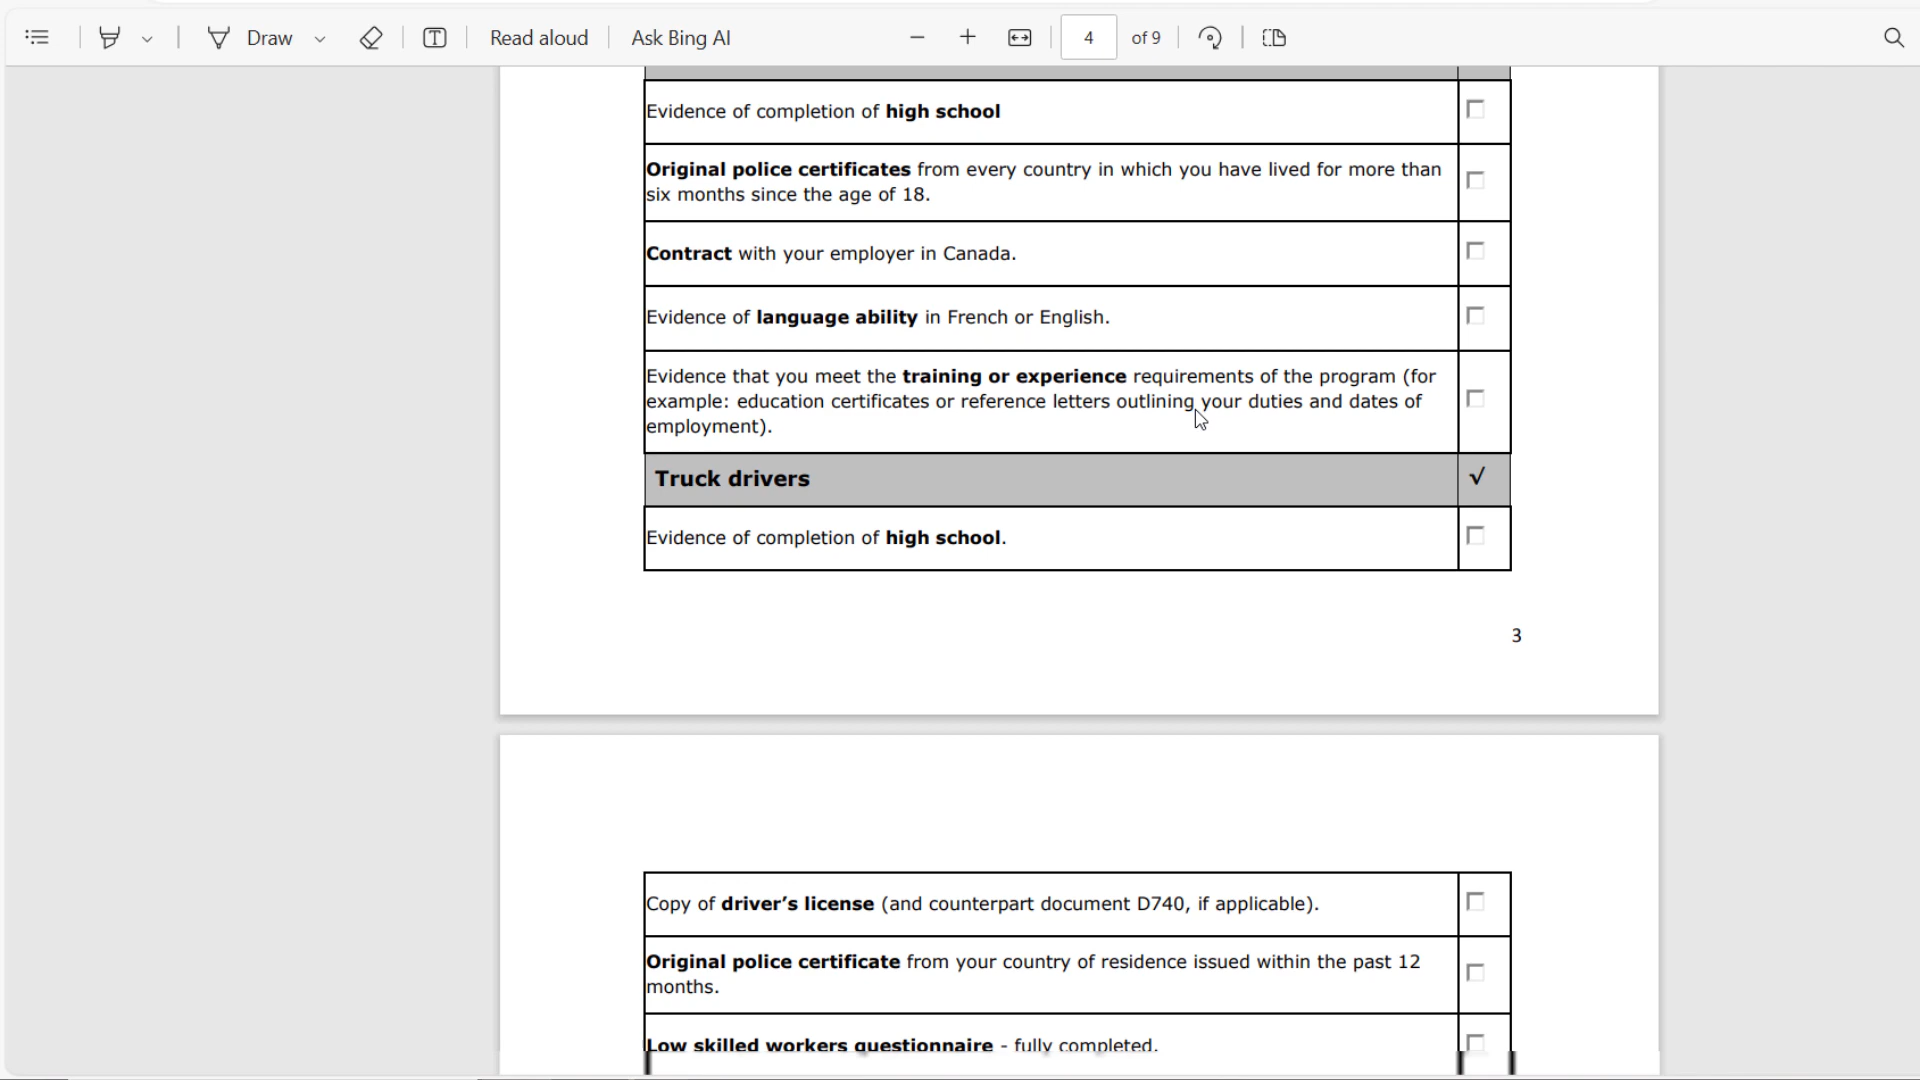 Draw
Read aloud
Ask Bing AI
4
of 9
Evidence of completion of high school
Original police certificates from every country in which you have lived for more than
six months since the age of 18.
Contract with your employer in Canada.
Evidence of language ability in French or English.
Evidence that you meet the training or experience requirements of the program (for
example: education certificates or reference letters outlining your duties and dates of
employment).
Truck drivers √
Evidence of completion of high school.
3
Copy of driver’s license (and counterpart document D740, if applicable).
Original police certificate from your country of residence issued within the past 12
months.
Low skilled workers questionnaire - fully completed.